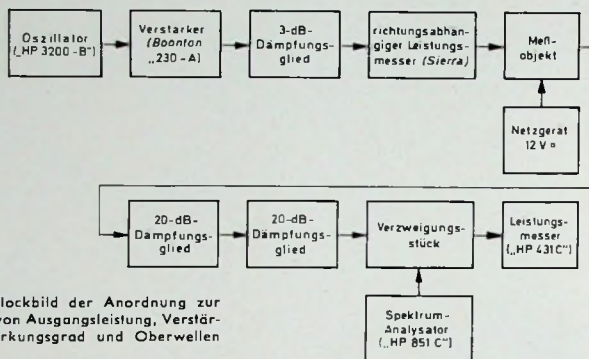 Oszillator
(„HP 3200-B“)
Verstärker
(Boonton
„230-A)
3-dB-
Dämpfungs-
glied
richtungsabhän-
giger Leistungs-
messer (Sierra)
Meß-
objekt
Netzgerät
12 V =
20-dB-
Dämpfungs-
glied
20-dB-
Dämpfungs-
glied
Verzweigungs-
stück
Leistungs-
messer
(„HP 431C“)
Spektrum-
Analysator
(„HP 851 C“)
lockbild der Anordnung zur
von Ausgangsleistung, Verstär-
rkungsgrad und Oberwellen